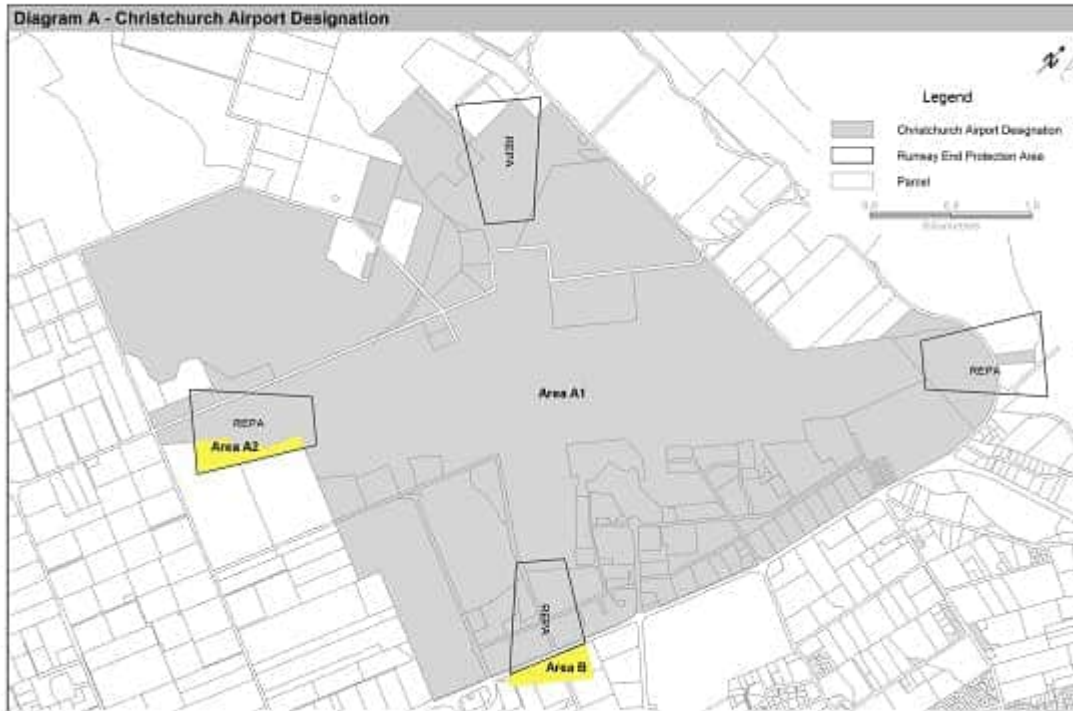 Diagram A - Christchurch Airport Designation
Legend
Christchurch Airport Designation
Runway End Protection Area
Parcel
Kilometres
REPA
REPA
Area A1
REPA
Area A2
REPA
Area B